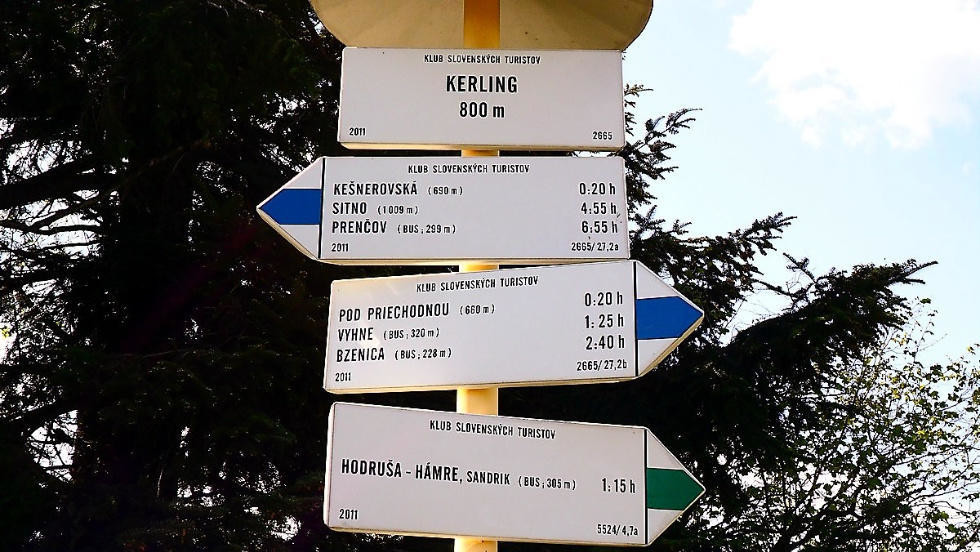 KLUB SLOVENSKÝCH TURISTOV
KERLING
800 m
2011 2665
KLUB SLOVENSKÝCH TURISTOV
KEŠNEROVSKÁ (690 m) 0:20 h
SITNO (1 009 m) 4:55 h
PRENČOV (BUS; 299 m) 6:55 h
2011 2665/27,2a
KLUB SLOVENSKÝCH TURISTOV
POD PRIECHODNOU (660 m) 0:20 h
VYHNE (BUS; 320 m) 1:25 h
BZENICA (BUS; 228 m) 2:40 h
2011 2665/27,2b
KLUB SLOVENSKÝCH TURISTOV
HODRUŠA - HÁMRE, SANDRIK (BUS; 385 m) 1:15 h
2011 5524/4,7a